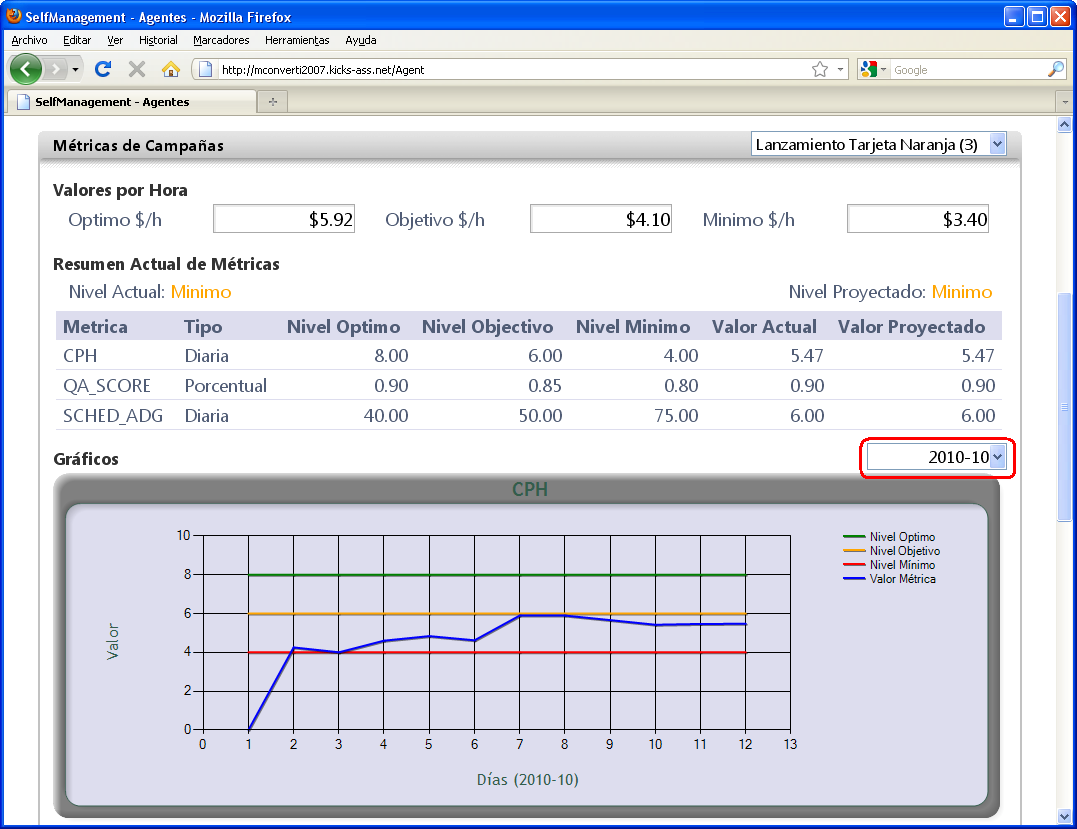 SelfManagement - Agentes - Mozilla Firefox
Archivo Editar Ver Historial Marcadores Herramientas Ayuda
http://mconverti2007.kicks-ass.net/Agent Google
SelfManagement - Agentes
Métricas de Campañas Lanzamiento Tarjeta Naranja (3)
Valores por Hora
Optimo $/h $5.92 Objetivo $/h $4.10 Minimo $/h $3.40
Resumen Actual de Métricas
Nivel Actual: Minimo Nivel Proyectado: Minimo
Metrica Tipo Nivel Optimo Nivel Objectivo Nivel Minimo Valor Actual Valor Proyectado
CPH Diaria 8.00 6.00 4.00 5.47 5.47
QA_SCORE Porcentual 0.90 0.85 0.80 0.90 0.90
SCHED_ADG Diaria 40.00 50.00 75.00 6.00 6.00
Gráficos 2010-10
CPH
Nivel Optimo
Nivel Objetivo
Nivel Mínimo
Valor Métrica
Valor
10
8
6
4
2
0
0 1 2 3 4 5 6 7 8 9 10 11 12 13
Días (2010-10)